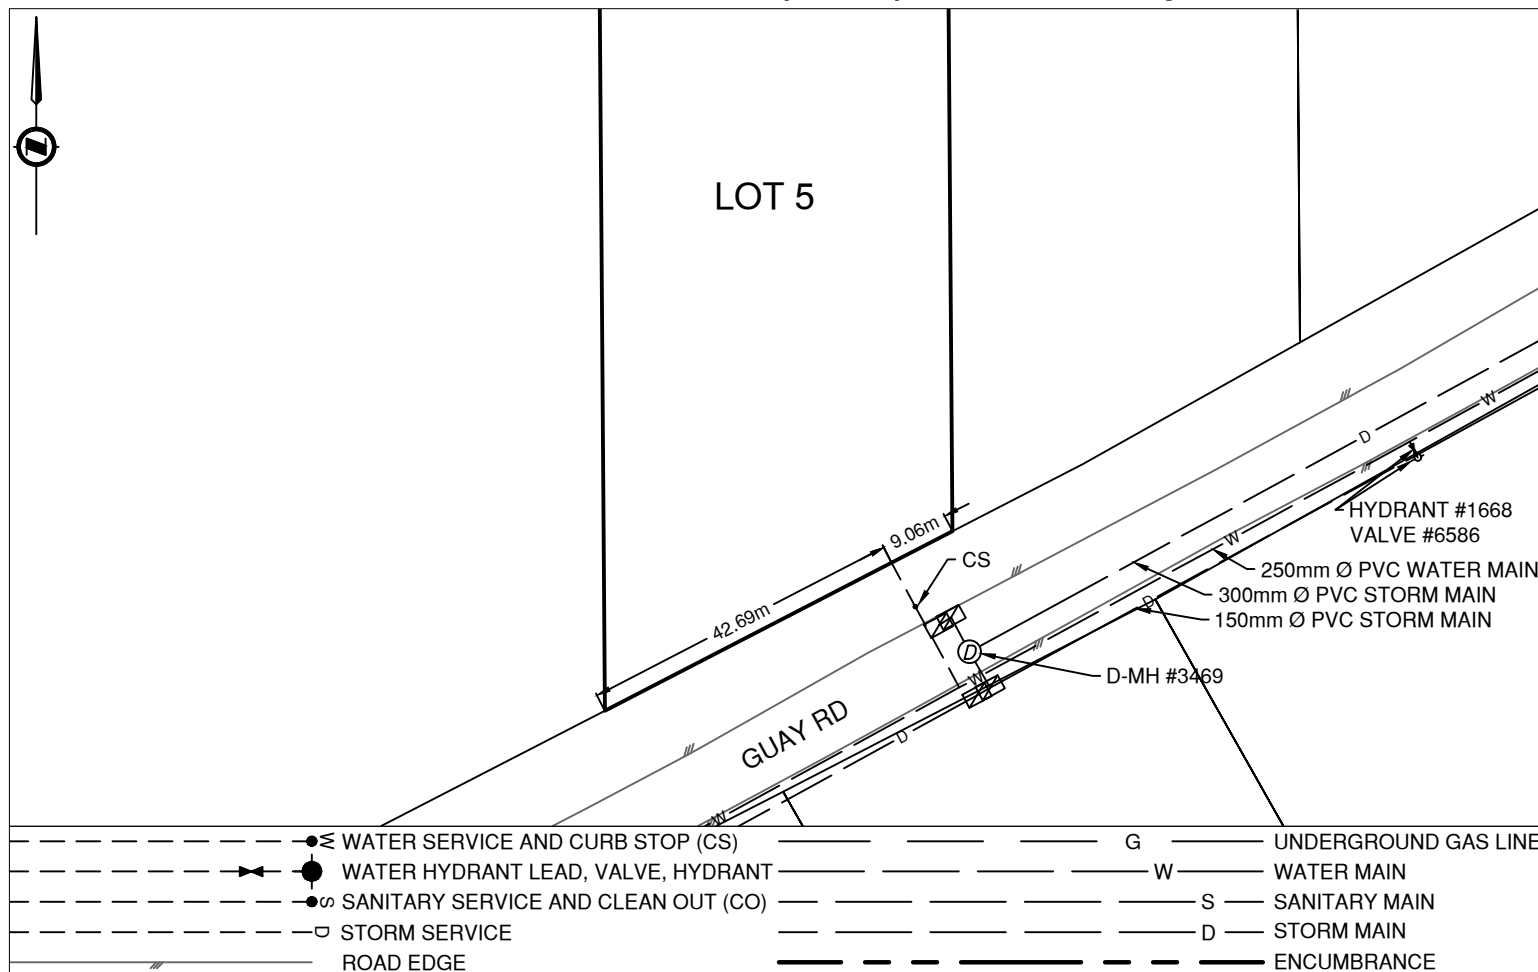 LOT 5
9.06m
CS
42.69m
D
W
HYDRANT #1668
VALVE #6586
W
250mm Ø PVC WATER MAIN
300mm Ø PVC STORM MAIN
D
150mm Ø PVC STORM MAIN
D
W
D-MH #3469
GUAY RD
D
W
W WATER SERVICE AND CURB STOP (CS)
G UNDERGROUND GAS LINE
WATER HYDRANT LEAD, VALVE, HYDRANT
W WATER MAIN
S SANITARY SERVICE AND CLEAN OUT (CO)
S SANITARY MAIN
D STORM SERVICE
D STORM MAIN
ROAD EDGE
ENCUMBRANCE